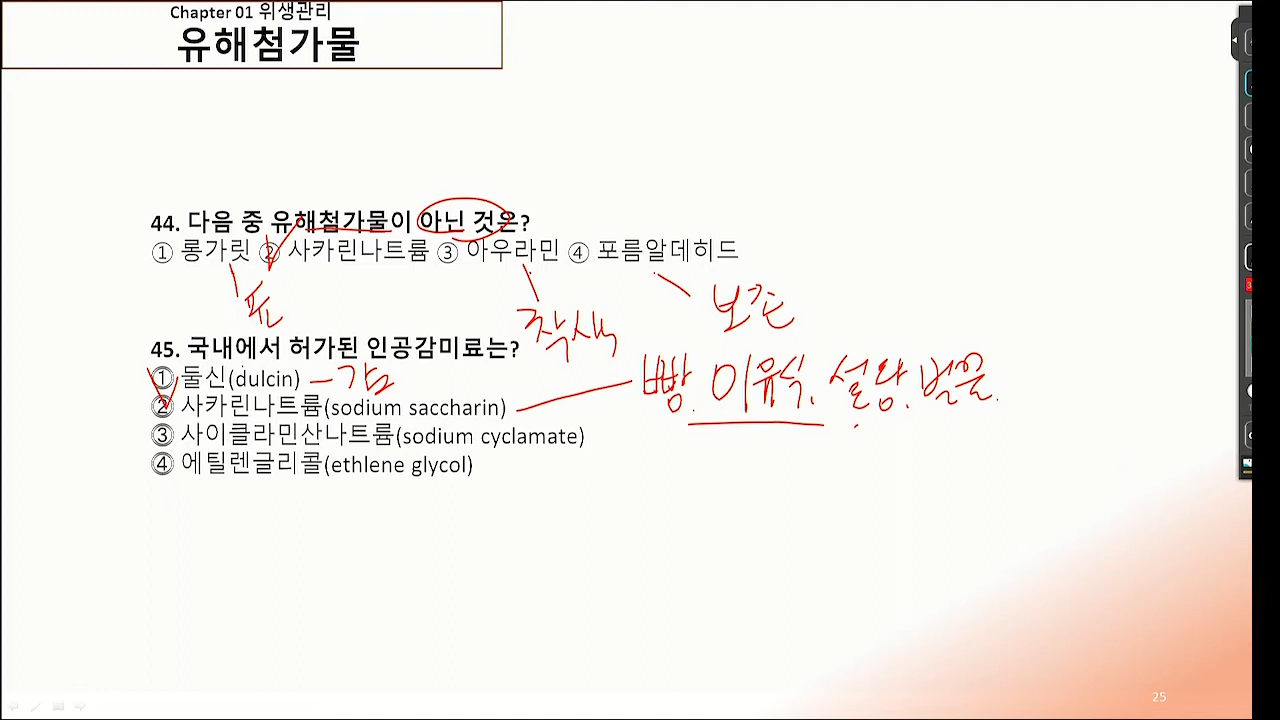 Chapter 01 위생관리
유해첨가물
44. 다음 중 유해첨가물이 아닌 것은?
① 롱가릿 ② 사카린나트륨 ③ 아우라민 ④ 포름알데히드
표
착색
보존
45. 국내에서 허가된 인공감미료는?
① 둘신(dulcin) - 감
② 사카린나트륨(sodium saccharin)
빵. 이유식. 설탕. 벌꿀.
③ 사이클라민산나트륨(sodium cyclamate)
④ 에틸렌글리콜(ethlene glycol)
25